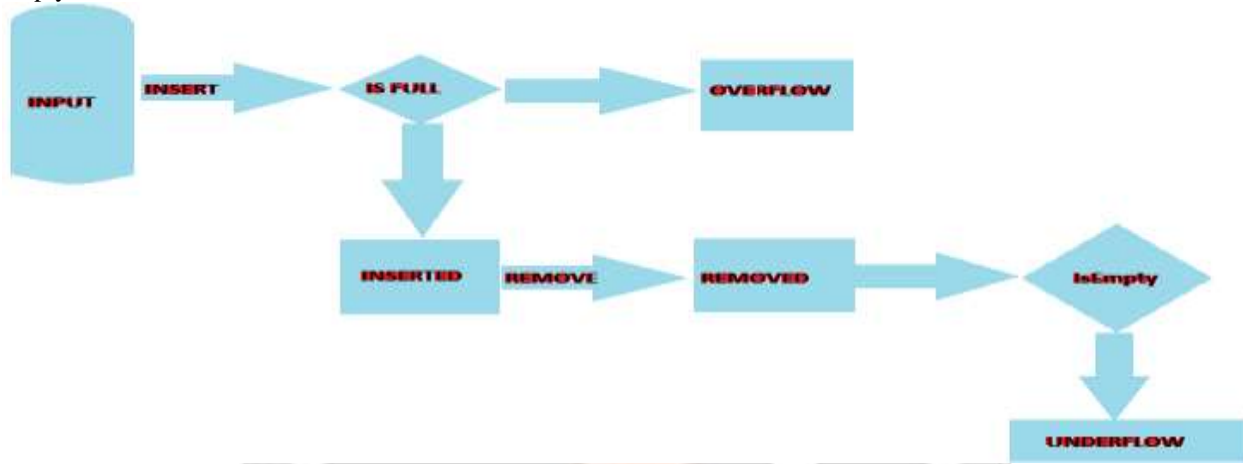 INPUT
INSERT
IS FULL
OVERFLOW
INSERTED
REMOVE
REMOVED
IsEmpty
UNDERFLOW